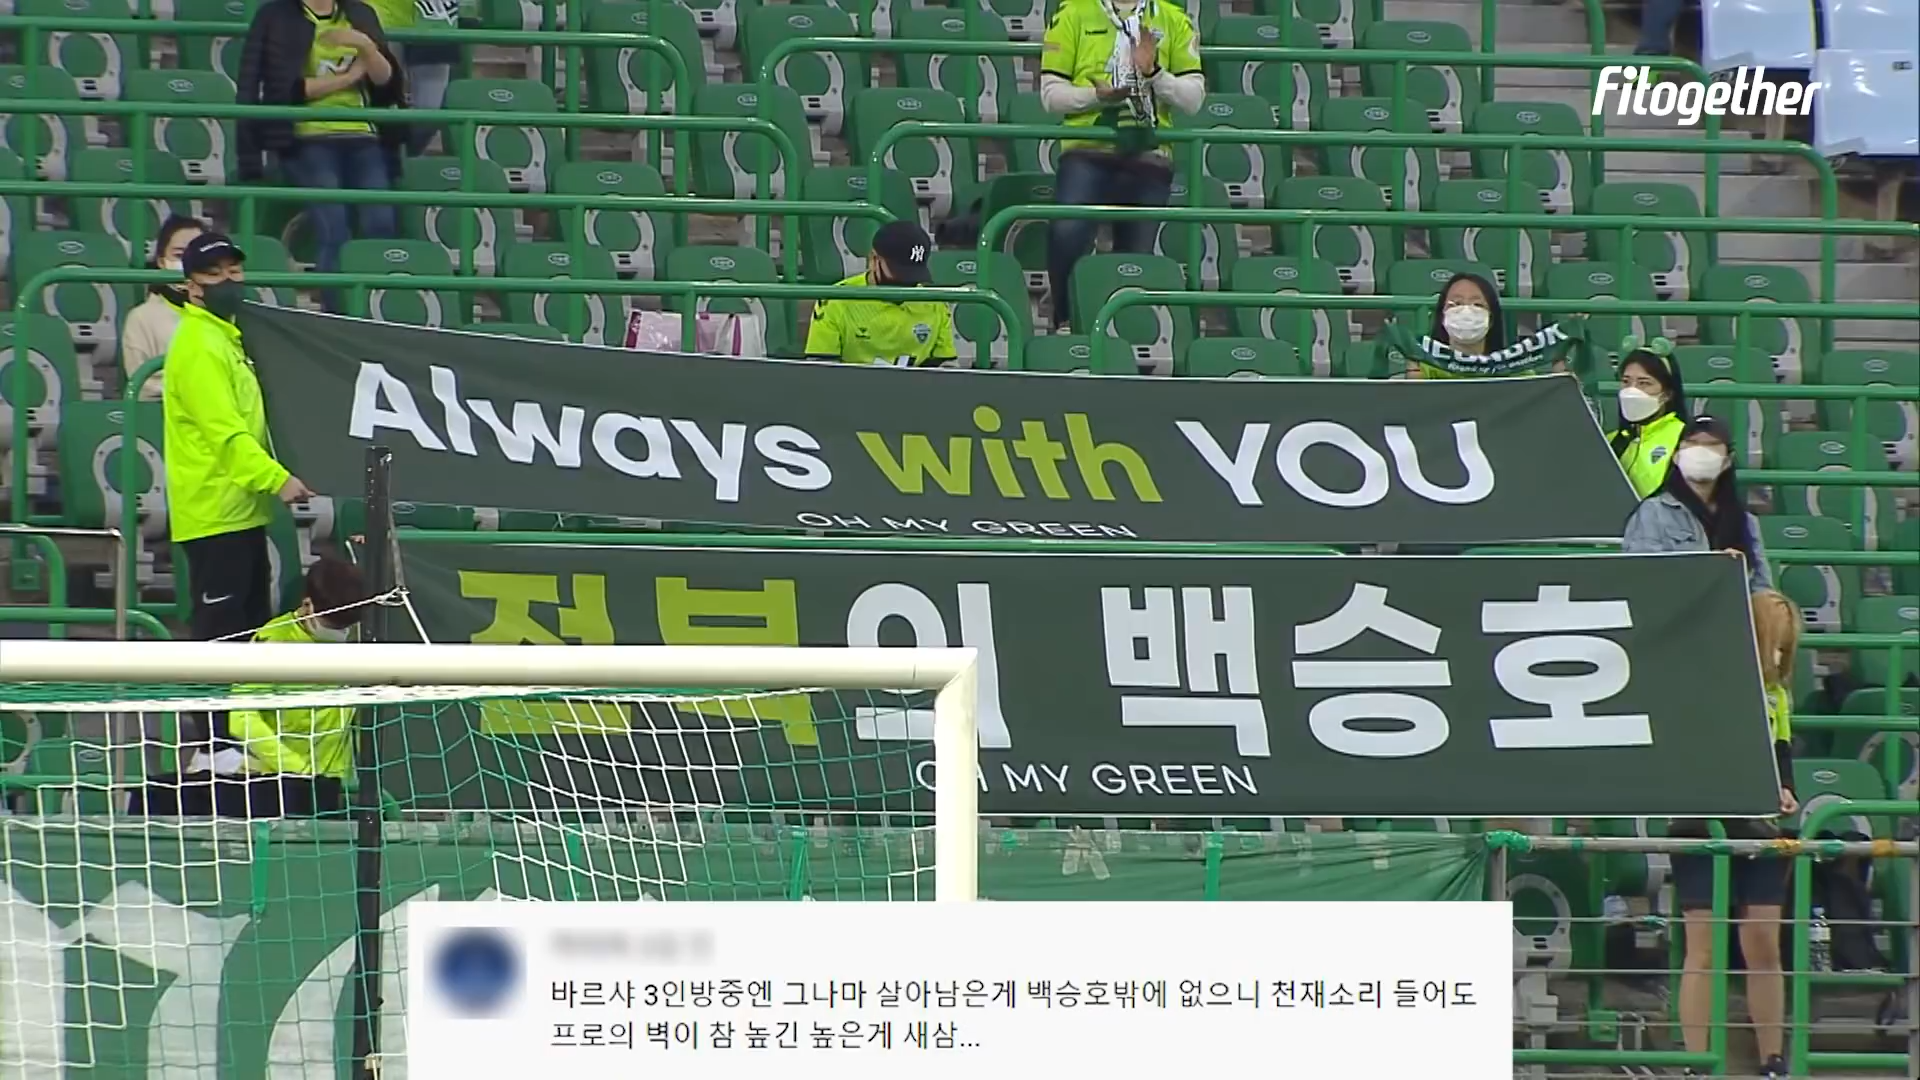 Fitogether
JEONBUK
Always with YOU
OH MY GREEN
전북의 백승호
OH MY GREEN
바르샤 3인방중엔 그나마 살아남은게 백승호밖에 없으니 천재소리 들어도
프로의 벽이 참 높긴 높은게 새삼...